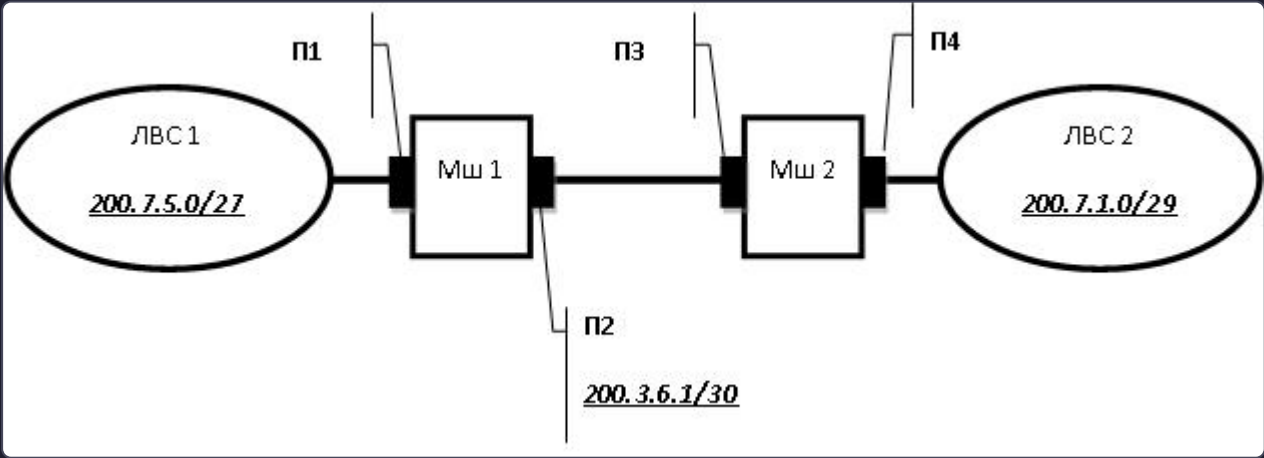 П1
П3
П4
ЛВС 1
200.7.5.0/27
Мш 1
Мш 2
ЛВС 2
200.7.1.0/29
П2
200.3.6.1/30